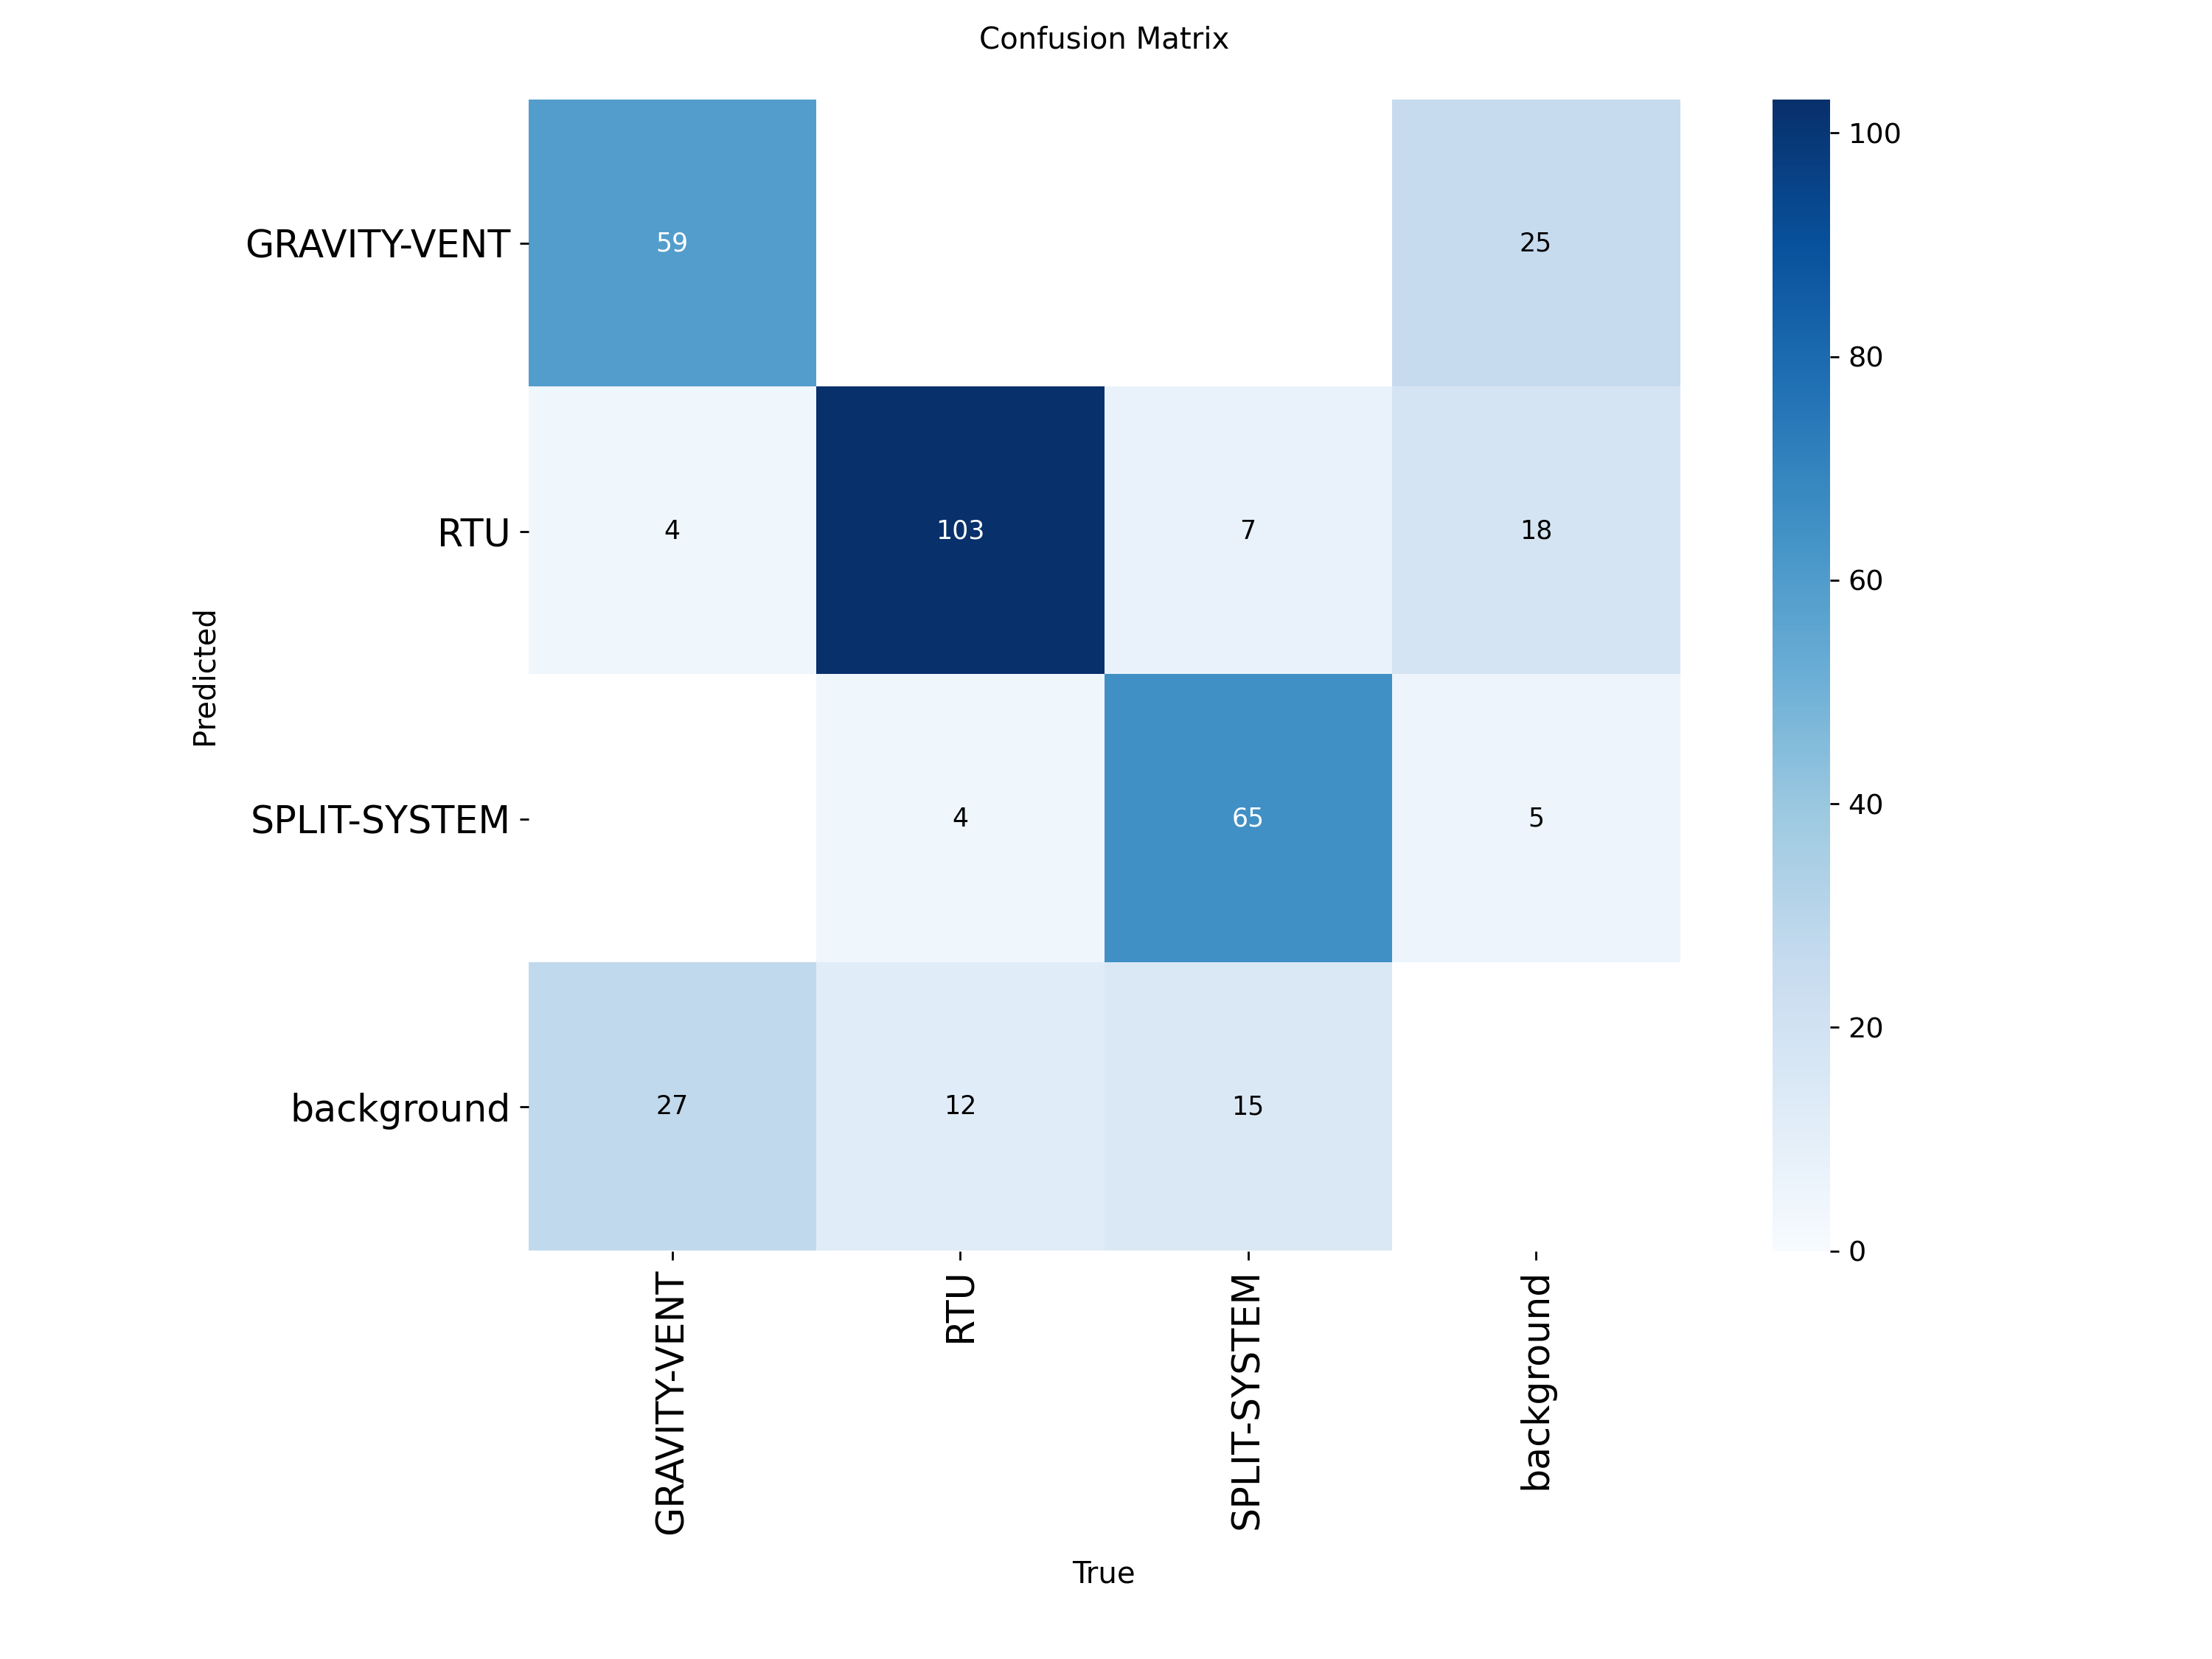 Confusion Matrix
GRAVITY-VENT
59
25
100
80
RTU
4
103
7
18
60
Predicted
SPLIT-SYSTEM
4
65
5
40
background
27
12
15
20
0
GRAVITY-VENT
RTU
SPLIT-SYSTEM
background
True